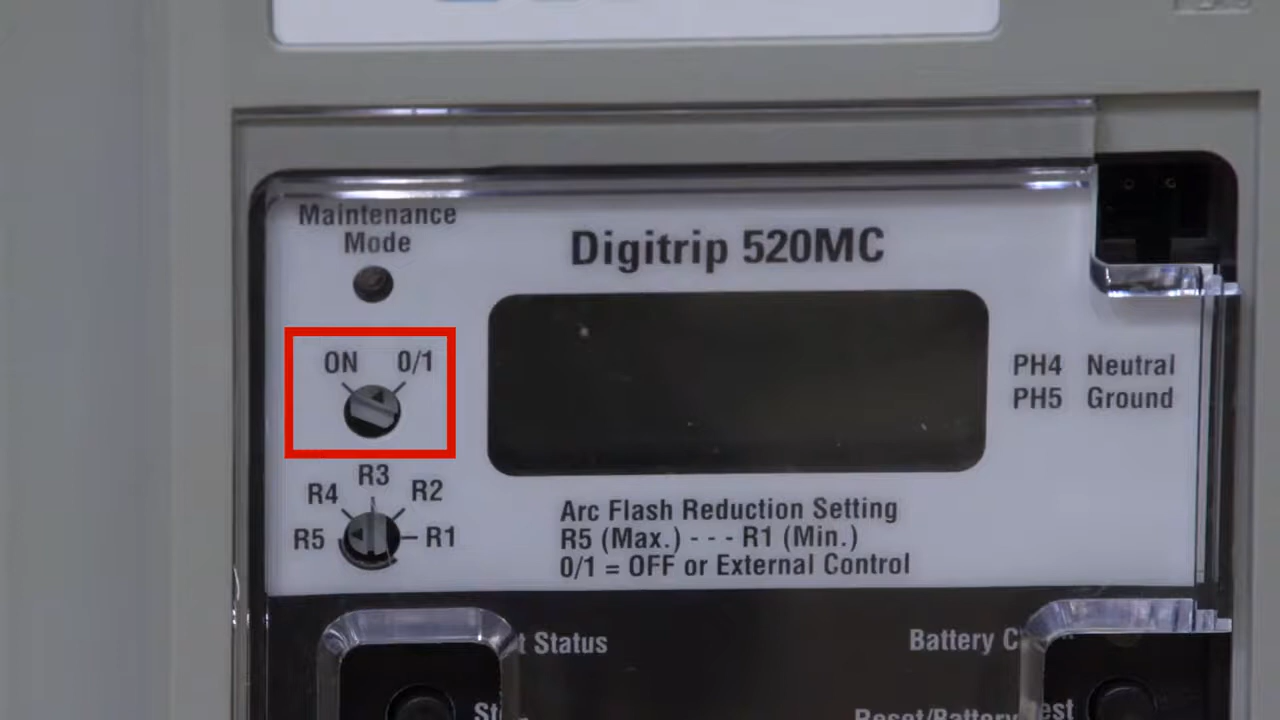 Maintenance
Mode
Digitrip 520MC
ON 0/1
PH4 Neutral
PH5 Ground
R3
R4 R2
R5 R1
Arc Flash Reduction Setting
R5 (Max.) - - - R1 (Min.)
0/1 = OFF or External Control
Status
Battery